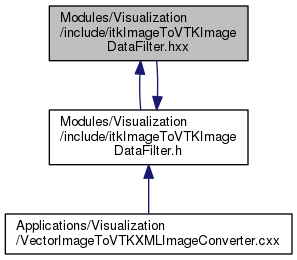 Modules/Visualization
/include/itkImageToVTKImage
DataFilter.hxx
Modules/Visualization
/include/itkImageToVTKImage
DataFilter.h
Applications/Visualization
/VectorImageToVTKXMLImageConverter.cxx